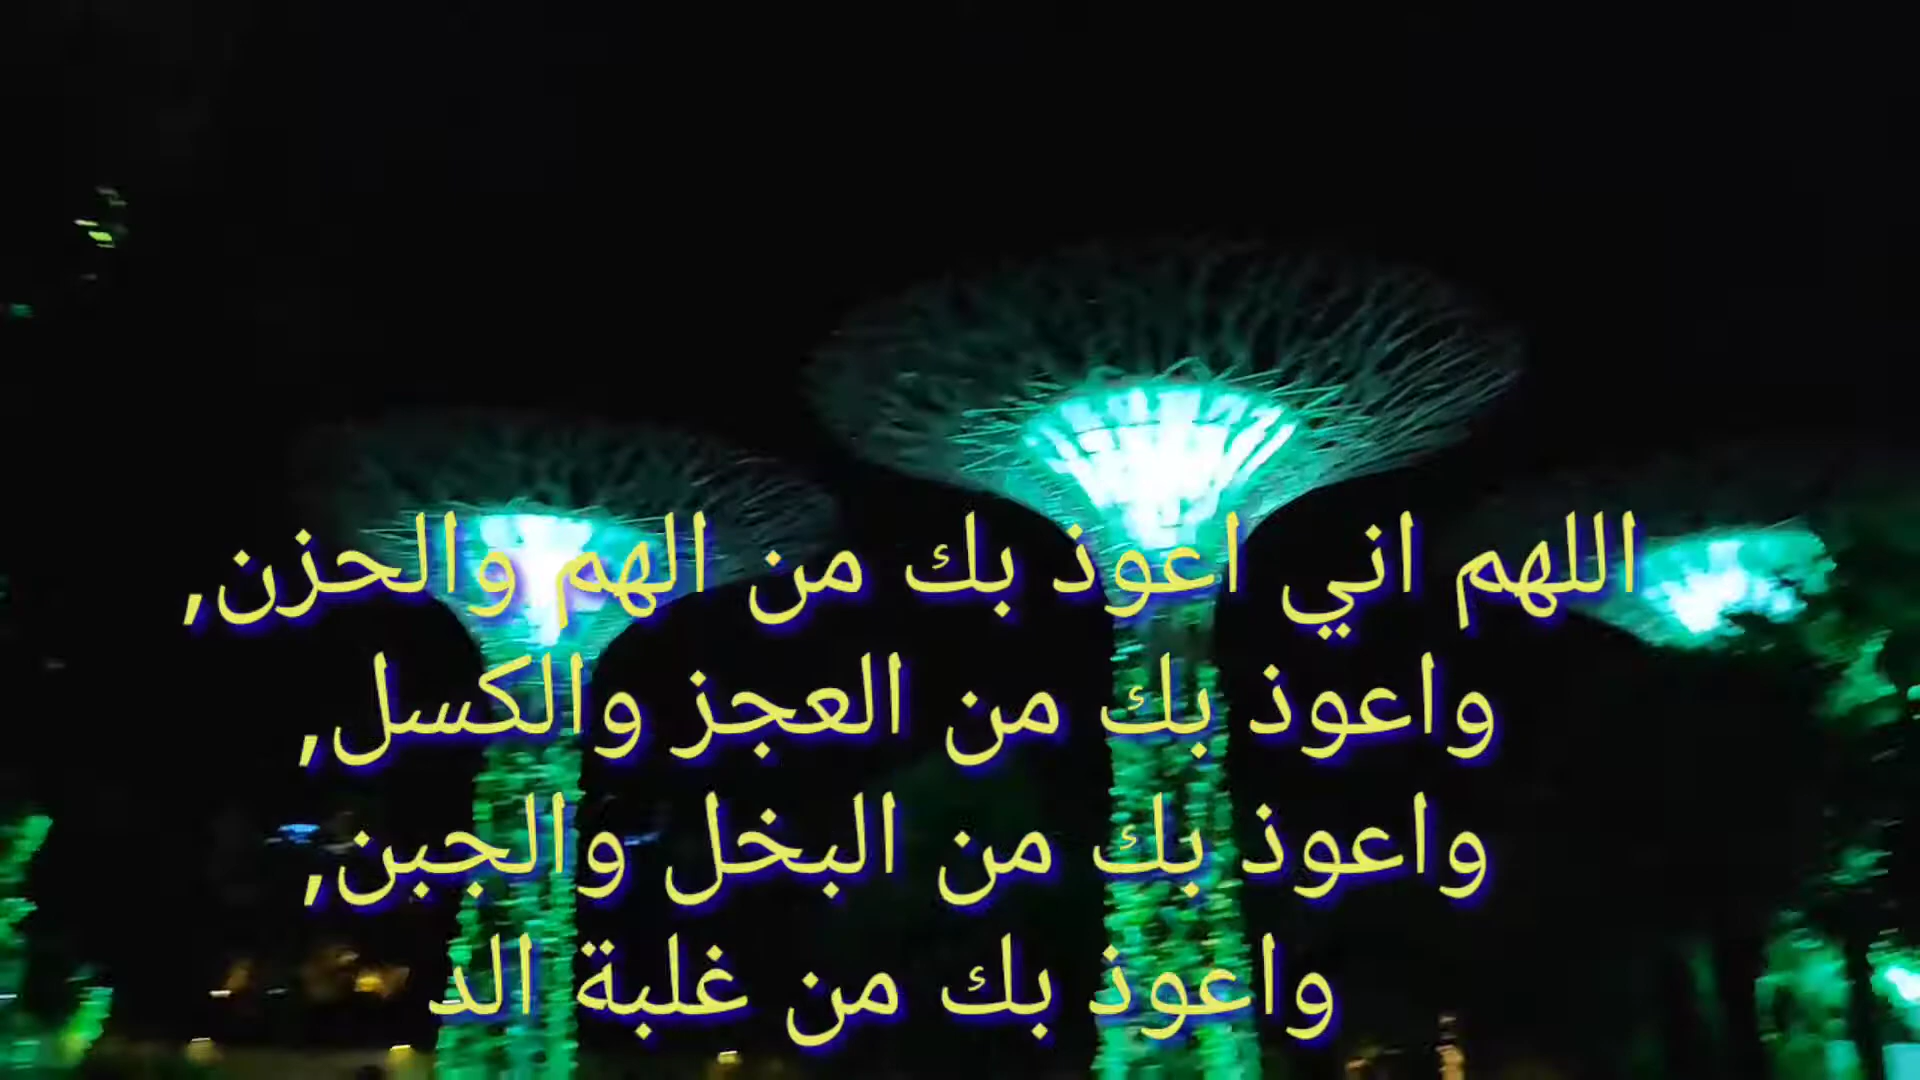 اللهم اني اعوذ بك من الهم والحزن,
واعوذ بك من العجز والكسل,
واعوذ بك من البخل والجبن,
واعوذ بك من غلبة الد